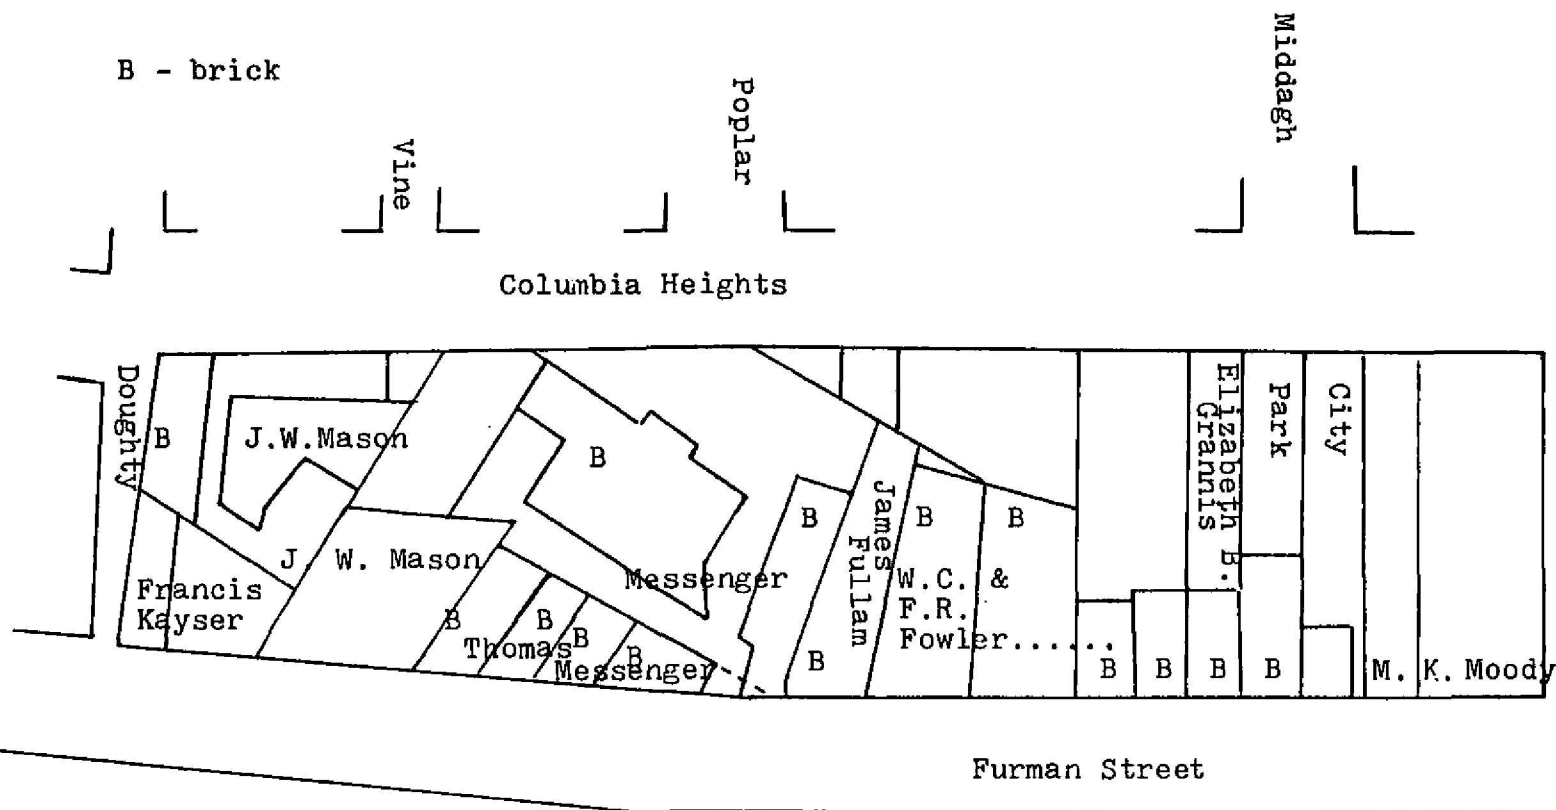 B - brick
Vine
Poplar
Middagh
Columbia Heights
Doughty
B
J.W.Mason
B
Elizabeth B.
Grannis
Park
City
B
James
Fullam
B
B
J. W. Mason
Messenger
W.C. &
F.R.
Fowler......
Francis
Kayser
B
B
B
B
Thomas
Messenger
B
B
B
B
B
M. K. Moody
Furman Street